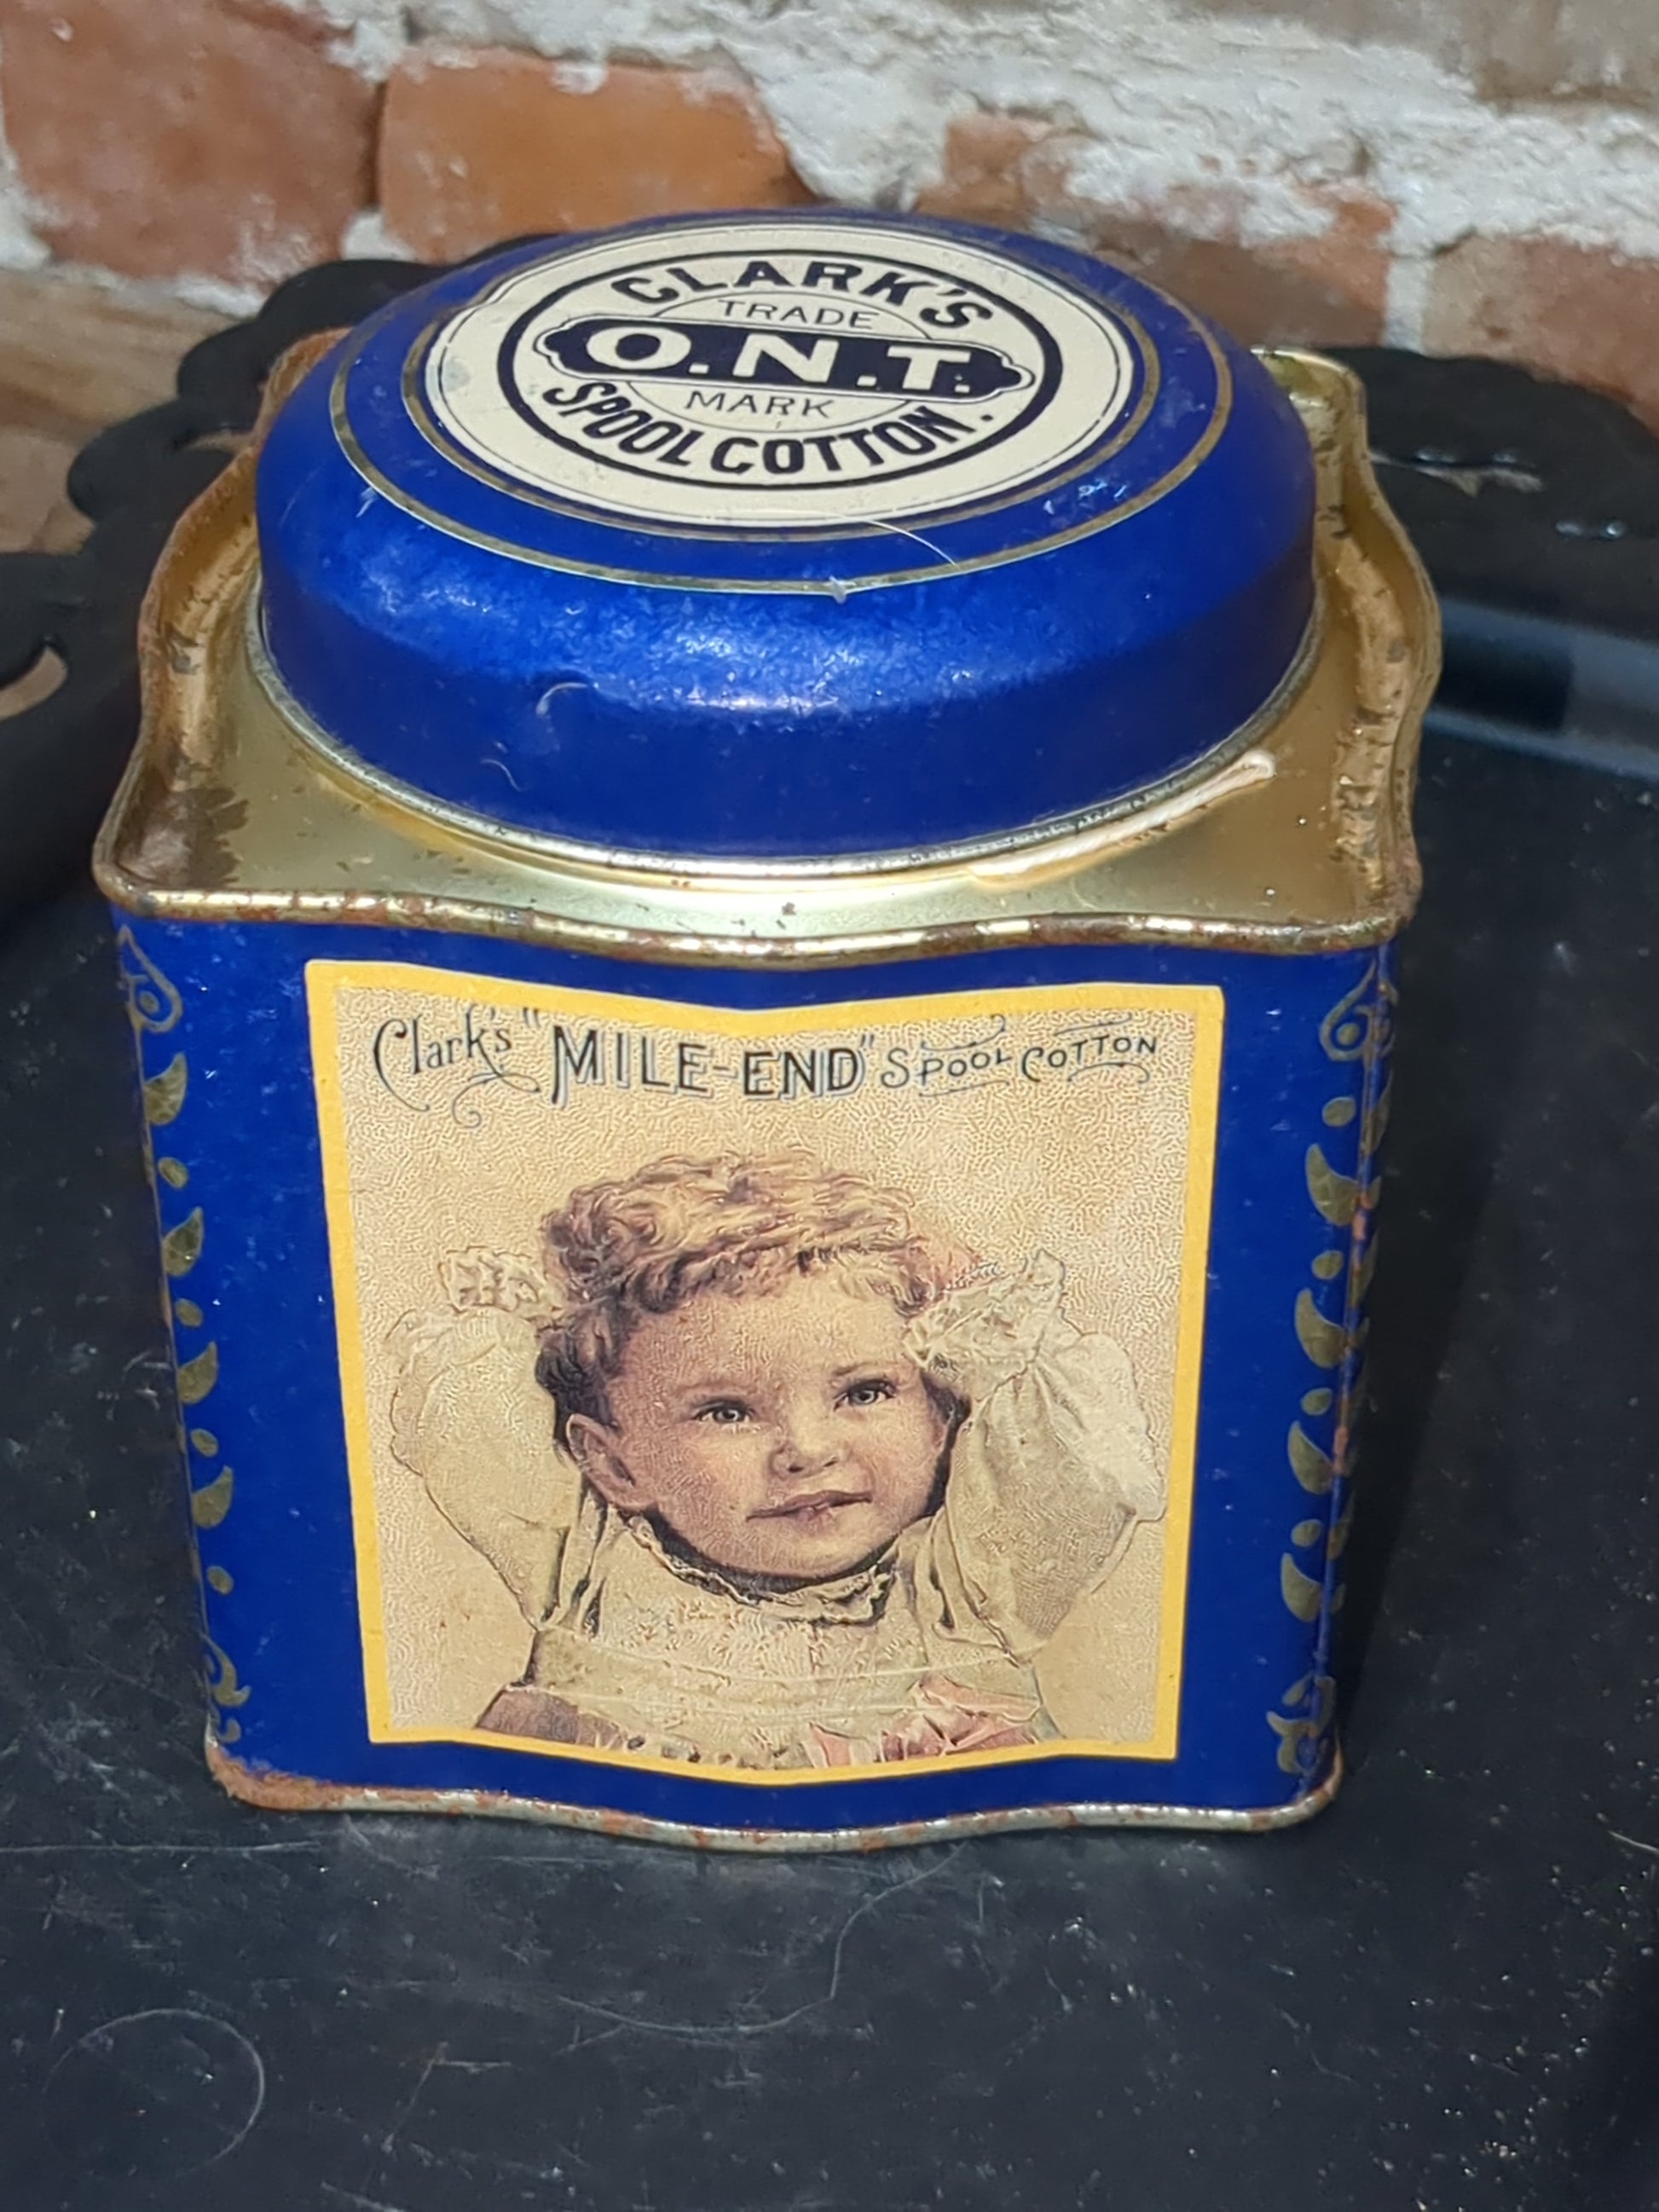 CLARK'S
TRADE
O.N.T.
MARK
SPOOL COTTON.
Clark's "MILE-END" SPOOL COTTON